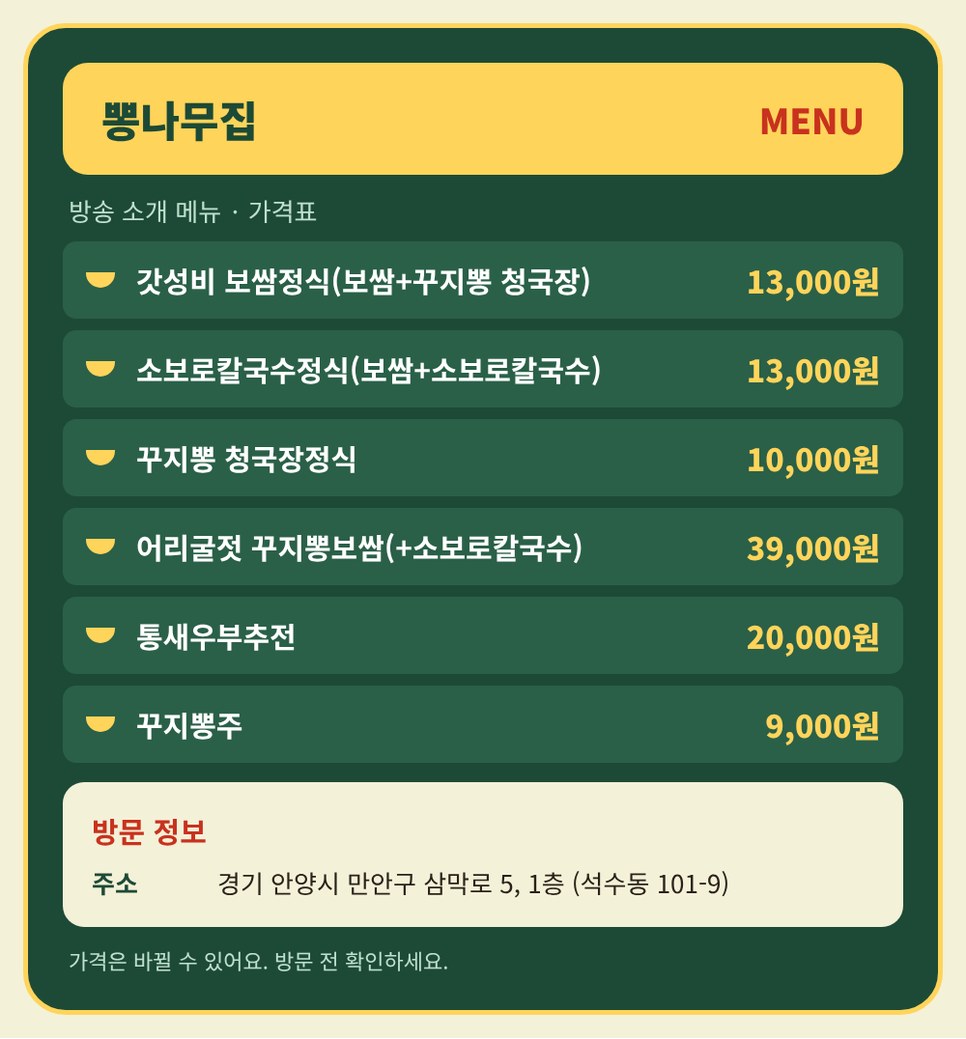 뽕나무집 MENU
방송 소개 메뉴 · 가격표
갓성비 보쌈정식(보쌈+꾸지뽕 청국장) 13,000원
소보로칼국수정식(보쌈+소보로칼국수) 13,000원
꾸지뽕 청국장정식 10,000원
어리굴젓 꾸지뽕보쌈(+소보로칼국수) 39,000원
통새우부추전 20,000원
꾸지뽕주 9,000원
방문 정보
주소 경기 안양시 만안구 삼막로 5, 1층 (석수동 101-9)
가격은 바뀔 수 있어요. 방문 전 확인하세요.